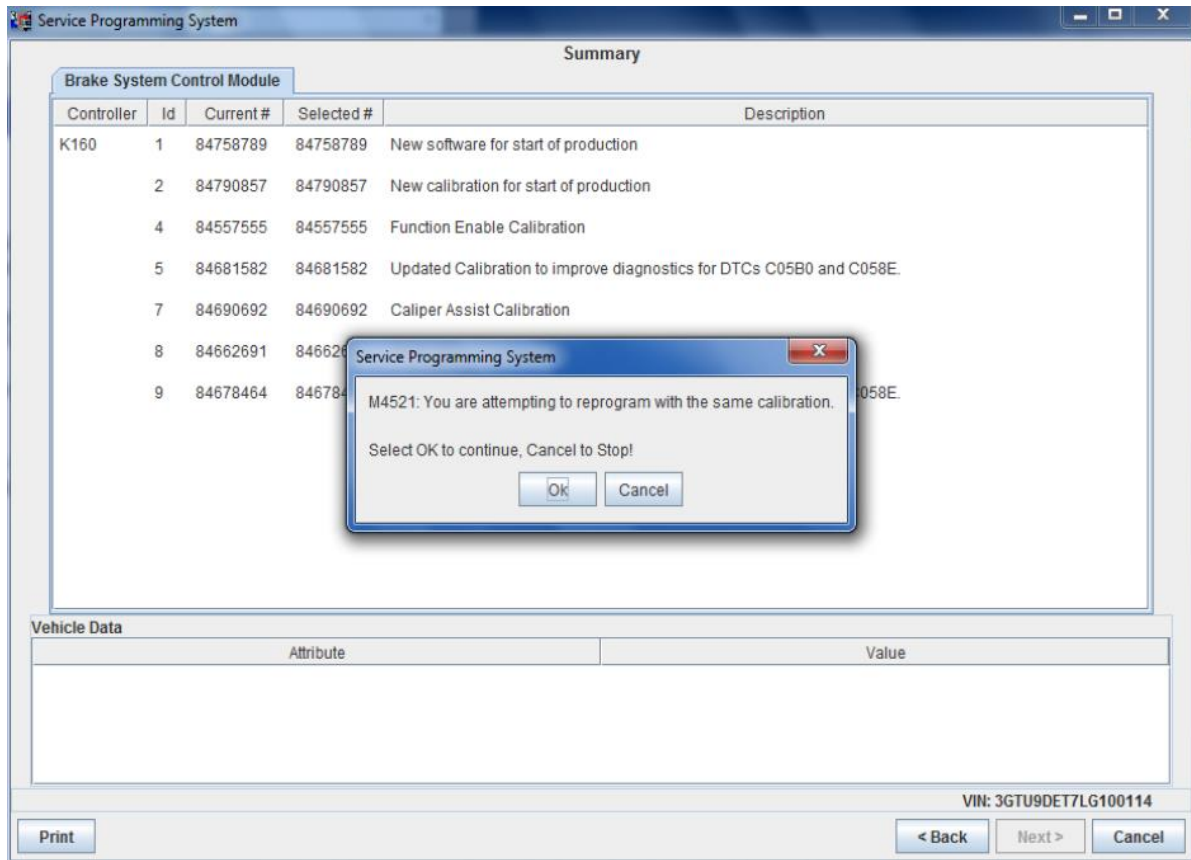 Service Programming System
Summary
Brake System Control Module
Controller Id Current # Selected # Description
K160 1 84758789 84758789 New software for start of production
2 84790857 84790857 New calibration for start of production
4 84557555 84557555 Function Enable Calibration
5 84681582 84681582 Updated Calibration to improve diagnostics for DTCs C05B0 and C058E.
7 84690692 84690692 Caliper Assist Calibration
8 84662691 84662
9 84678464 846784 058E.
Service Programming System
M4521: You are attempting to reprogram with the same calibration.
Select OK to continue, Cancel to Stop!
Ok Cancel
Vehicle Data
Attribute Value
VIN: 3GTU9DET7LG100114
Print < Back Next > Cancel